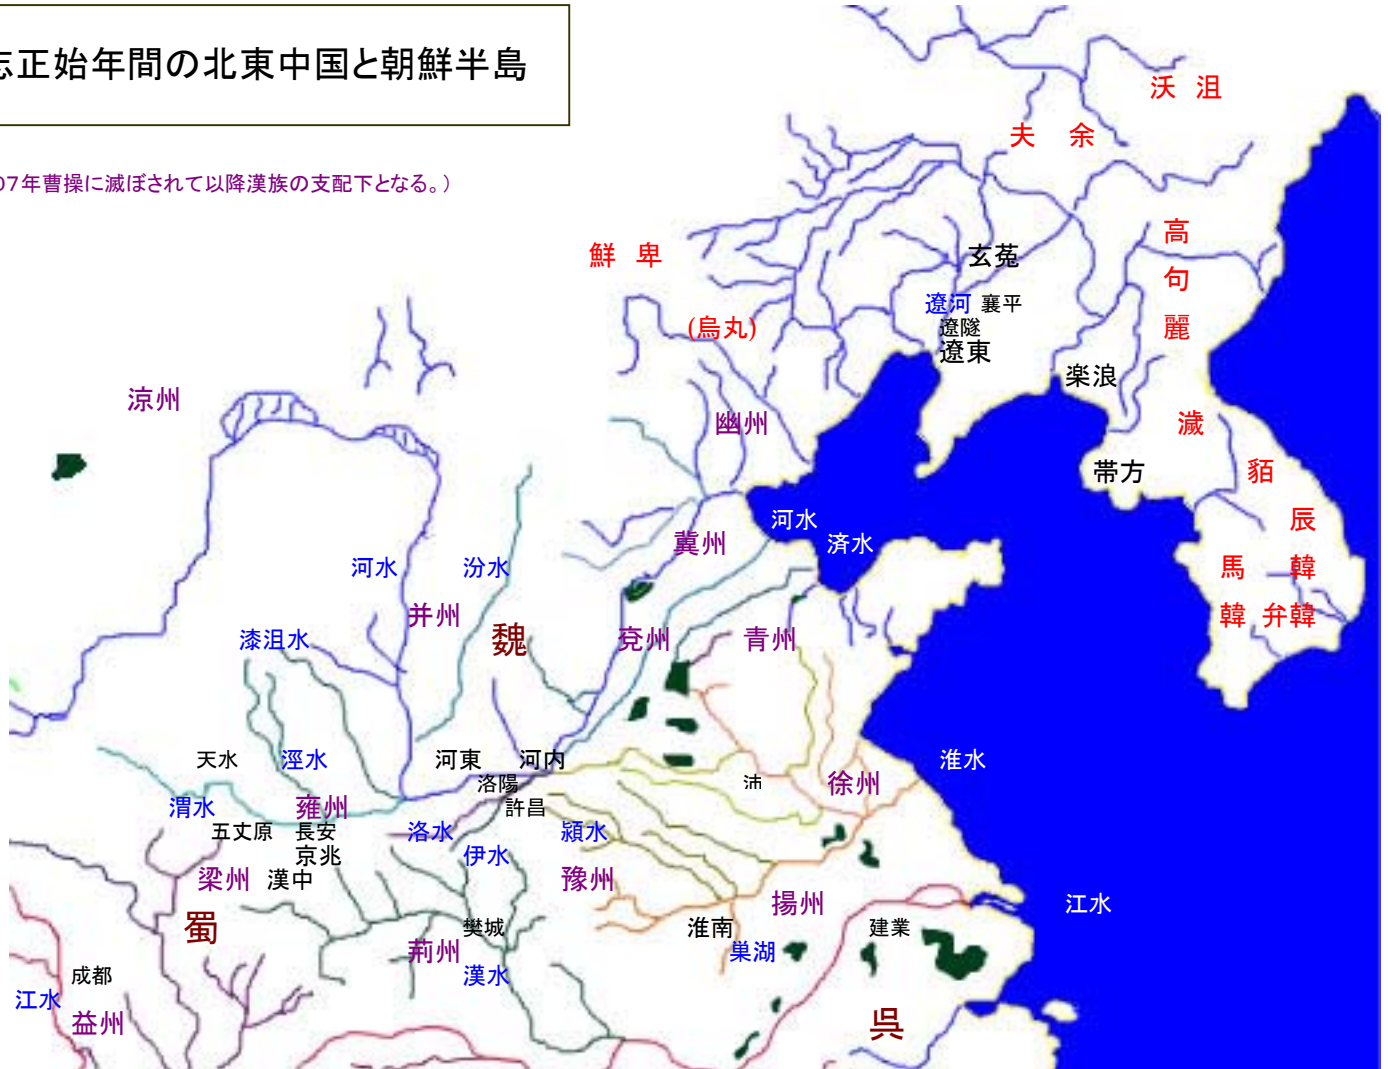 志正始年間の北東中国と朝鮮半島
07年曹操に滅ぼされて以降漢族の支配下となる。)
沃 沮
夫 余
鮮 卑
高句麗
玄菟
遼河 襄平
遼隧
遼東
(烏丸)
楽浪
涼州
幽州
濊
貊
帯方
河水
済水
冀州
辰韓
馬韓
弁韓
河水
汾水
并州
漆沮水
魏
兗州
青州
天水
涇水
河東
河内
洛陽
許昌
沛
徐州
淮水
渭水
雍州
五丈原
長安
京兆
洛水
伊水
潁水
梁州
漢中
豫州
揚州
江水
蜀
樊城
荊州
漢水
淮南
巣湖
建業
成都
江水
益州
呉